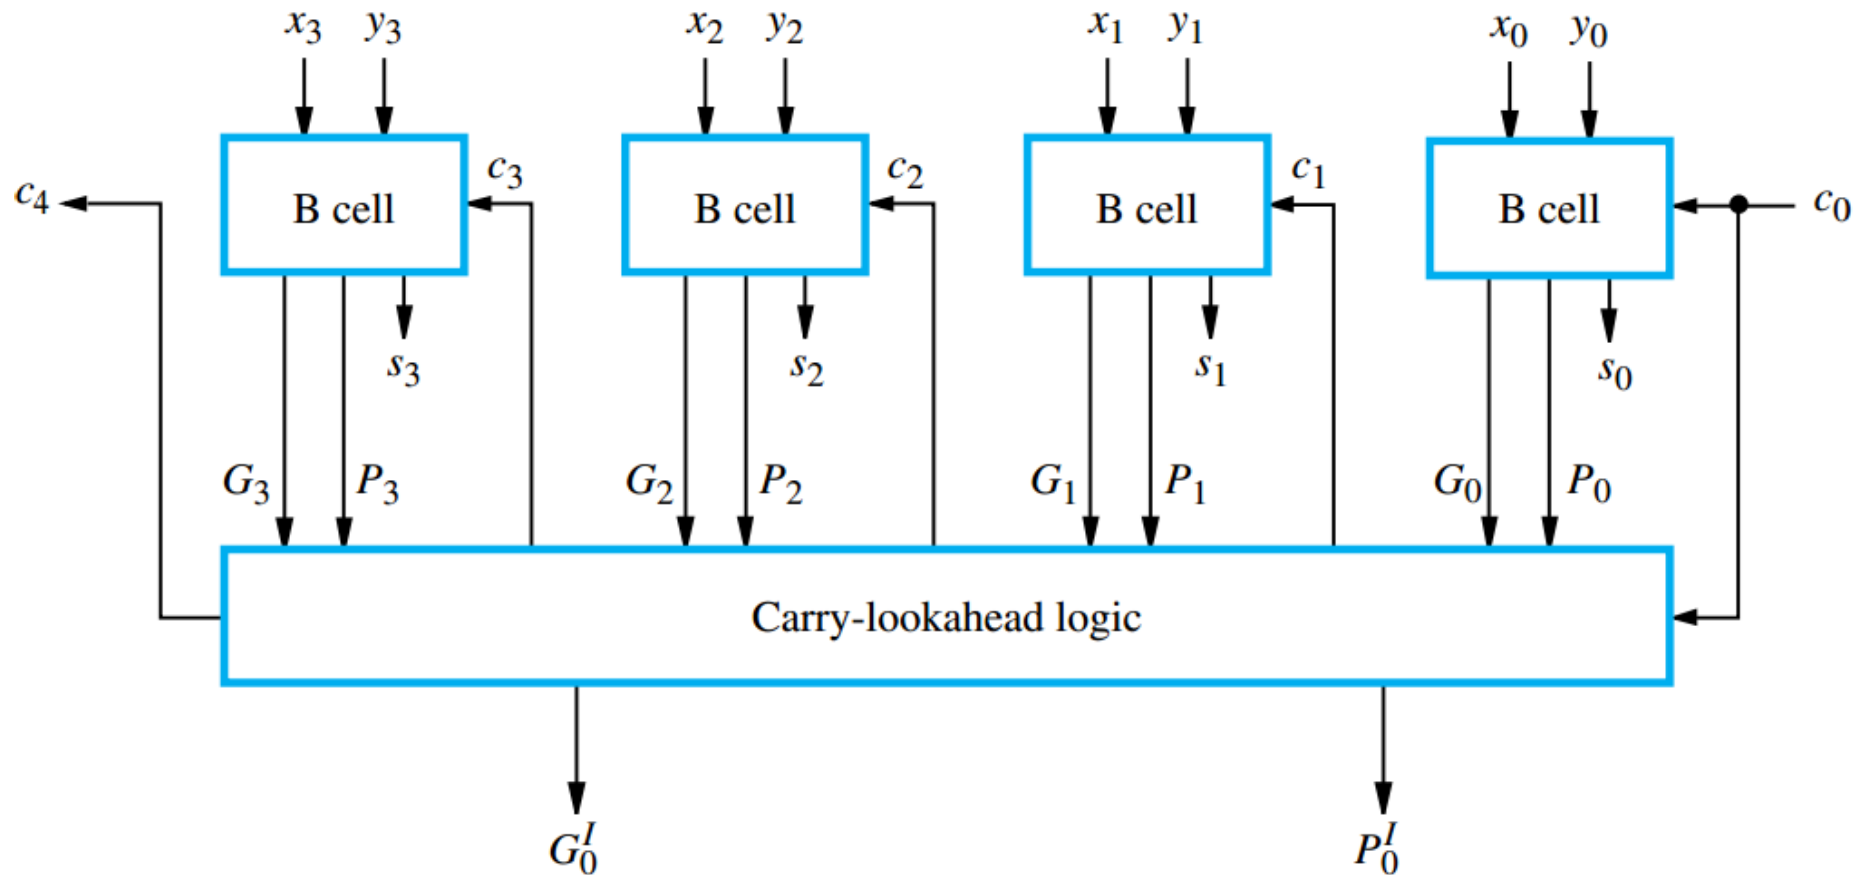 x₃ y₃ x₂ y₂ x₁ y₁ x₀ y₀
c₄ B cell c₃ B cell c₂ B cell c₁ B cell c₀
s₃ s₂ s₁ s₀
G₃ P₃ G₂ P₂ G₁ P₁ G₀ P₀
Carry-lookahead logic
G₀ᴵ P₀ᴵ